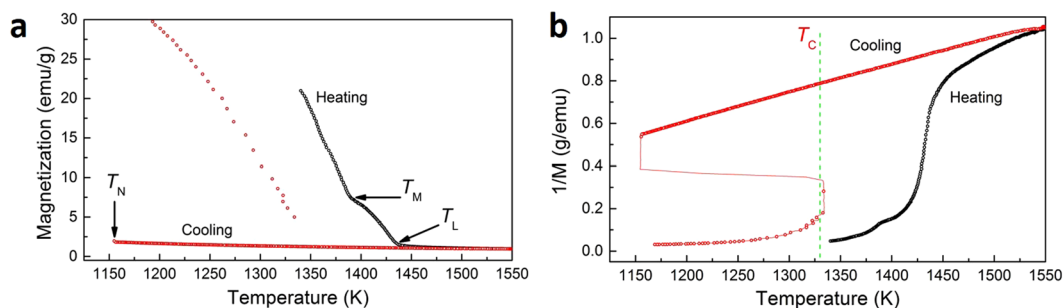 a
30
25
20
15
10
5
0
Magnetization (emu/g)
Heating
T_N
T_M
T_L
Cooling
1150 1200 1250 1300 1350 1400 1450 1500 1550
Temperature (K)
b
1.0
0.8
0.6
0.4
0.2
0.0
1/M (g/emu)
T_C
Cooling
Heating
1150 1200 1250 1300 1350 1400 1450 1500 1550
Temperature (K)